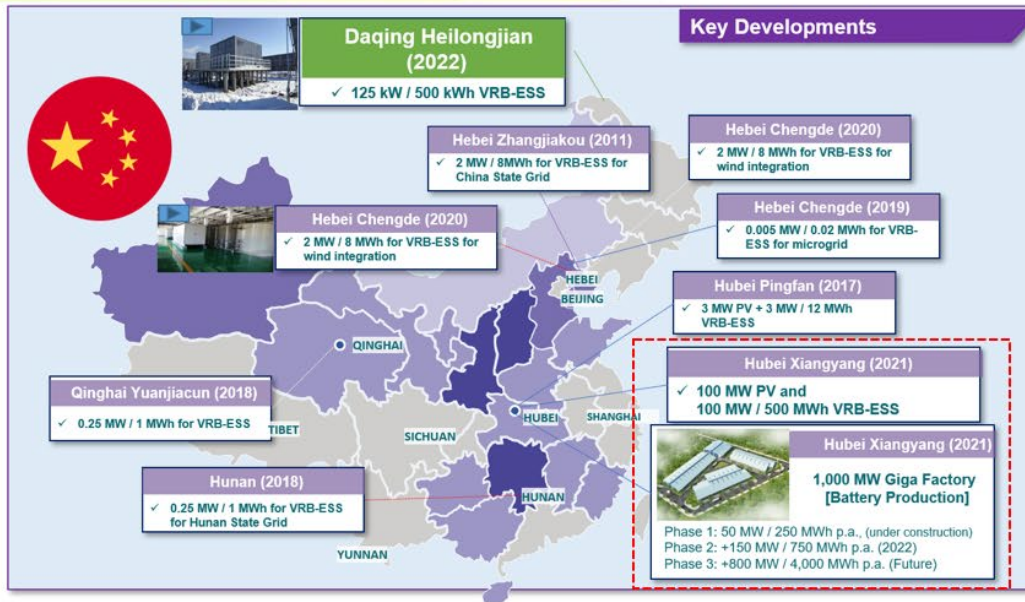 Key Developments
Daqing Heilongjian
(2022)
✓ 125 kW / 500 kWh VRB-ESS
Hebei Zhangjiakou (2011)
✓ 2 MW / 8MWh for VRB-ESS for
China State Grid
Hebei Chengde (2020)
✓ 2 MW / 8 MWh for VRB-ESS for
wind integration
Hebei Chengde (2020)
✓ 2 MW / 8 MWh for VRB-ESS for
wind integration
Hebei Chengde (2019)
✓ 0.005 MW / 0.02 MWh for VRB-
ESS for microgrid
HEBEI
BEIJING
Hubei Pingfan (2017)
✓ 3 MW PV + 3 MW / 12 MWh
VRB-ESS
QINGHAI
Hubei Xiangyang (2021)
✓ 100 MW PV and
100 MW / 500 MWh VRB-ESS
Qinghai Yuanjiacun (2018)
✓ 0.25 MW / 1 MWh for VRB-ESS
TIBET
SICHUAN
HUBEI
SHANGHAI
Hubei Xiangyang (2021)
1,000 MW Giga Factory
[Battery Production]
Phase 1: 50 MW / 250 MWh p.a., (under construction)
Phase 2: +150 MW / 750 MWh p.a. (2022)
Phase 3: +800 MW / 4,000 MWh p.a. (Future)
Hunan (2018)
✓ 0.25 MW / 1 MWh for VRB-ESS
for Hunan State Grid
HUNAN
YUNNAN